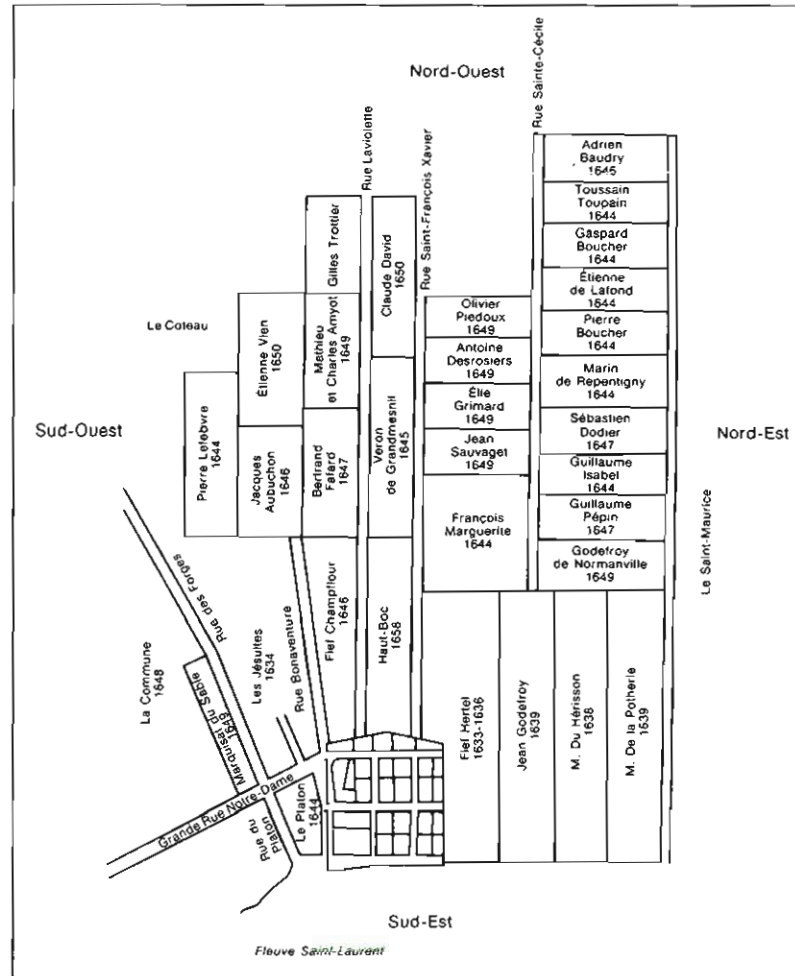 Nord-Ouest
Rue Sainte-Cécile
Rue Laviolette
Rue Saint-François Xavier
Adrien
Baudry
1645
Toussain
Toupain
1644
Gaspard
Boucher
1644
Étienne
de Lafond
1644
Pierre
Boucher
1644
Marin
de Repentigny
1644
Sébastien
Dodier
1647
Guillaume
Isabel
1644
Guillaume
Pépin
1647
Godefroy
de Normanville
1649
Gilles Trottier
Claude David
1650
Olivier
Piedoux
1649
Antoine
Desrosiers
1649
Élie
Grimard
1649
Jean
Sauvaget
1649
François
Marguerite
1644
Le Coteau
Étienne Vien
1650
Mathieu
et Charles Amyot
1649
Sud-Ouest
Nord-Est
Pierre Lefebvre
1644
Jacques
Aubuchon
1646
Bertrand
Fafard
1647
Veron
de Grandmesnil
1645
Le Saint-Maurice
Rue des Forges
La Commune
1648
Marquisat du Sablé
1649
Les Jésuites
1634
Rue Bonaventure
Fief Champflour
1646
Haut-Boc
1658
Fief Hertel
1633-1636
Jean Godefroy
1639
M. Du Hérisson
1638
M. De la Potherie
1639
Grande Rue Notre-Dame
Rue du
Platon
Le Platon
1644
Sud-Est
Fleuve Saint-Laurent